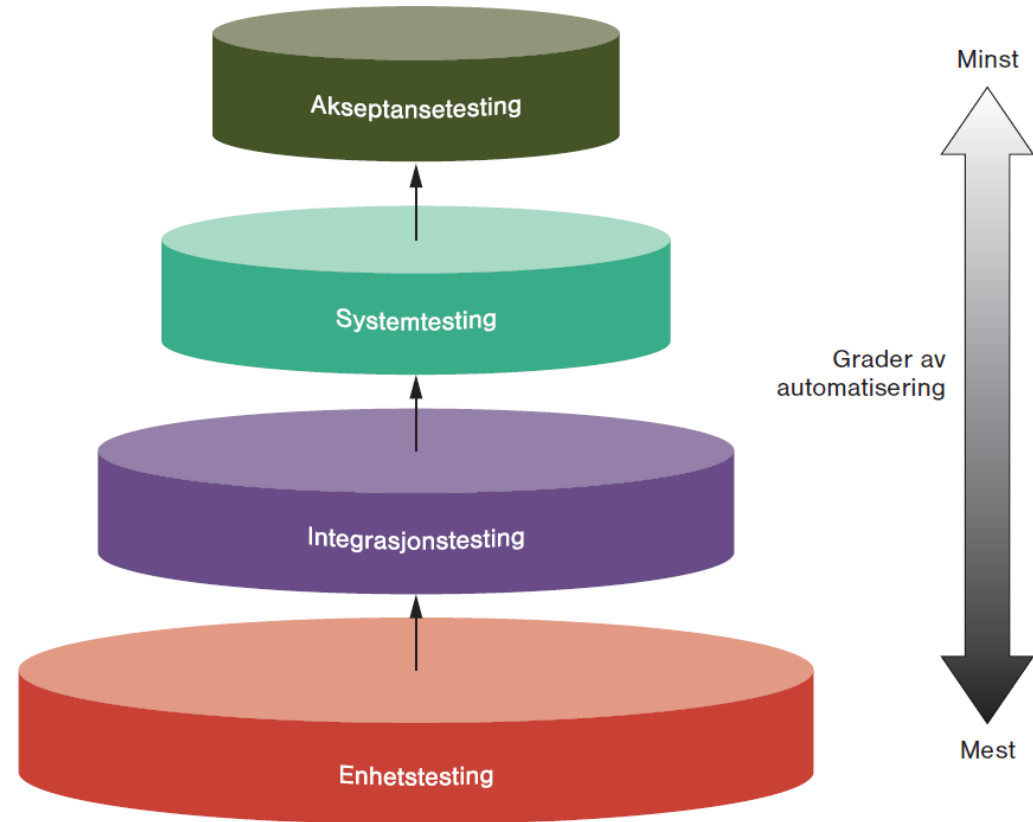 Akseptansetesting
Systemtesting
Integrasjonstesting
Enhetstesting
Minst
Grader av
automatisering
Mest